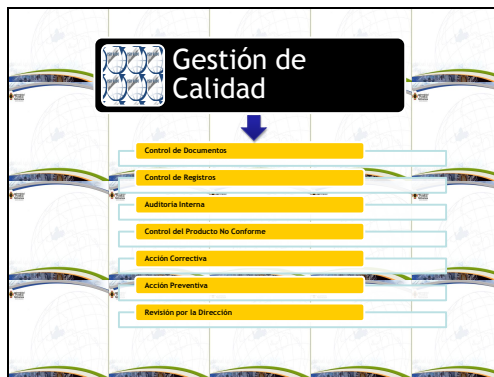 Gestión de
Calidad
Control de Documentos
Control de Registros
Auditoría Interna
Control del Producto No Conforme
Acción Correctiva
Acción Preventiva
Revisión por la Dirección